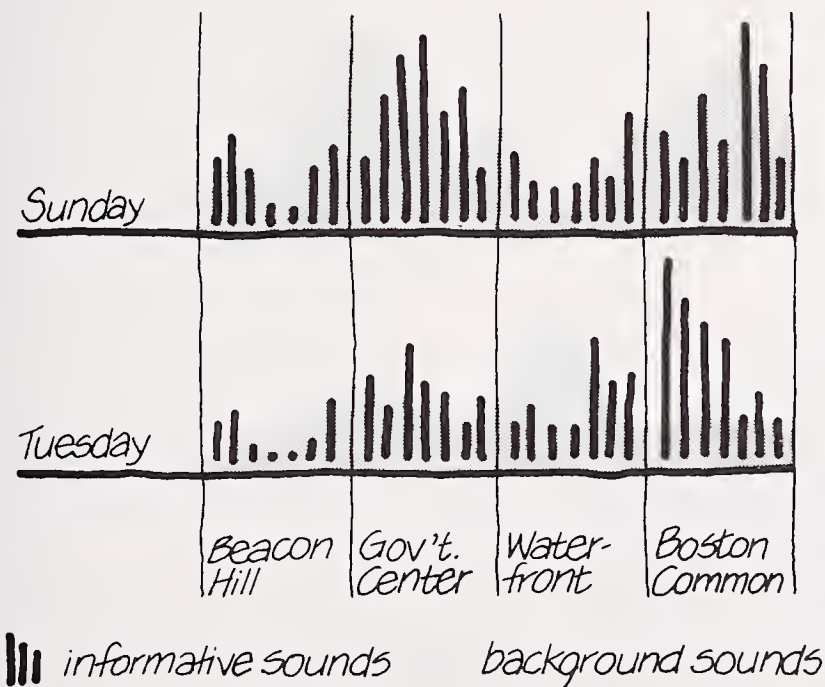 Sunday
Tuesday
Beacon Hill
Gov't. Center
Water-front
Boston Common
informative sounds
background sounds